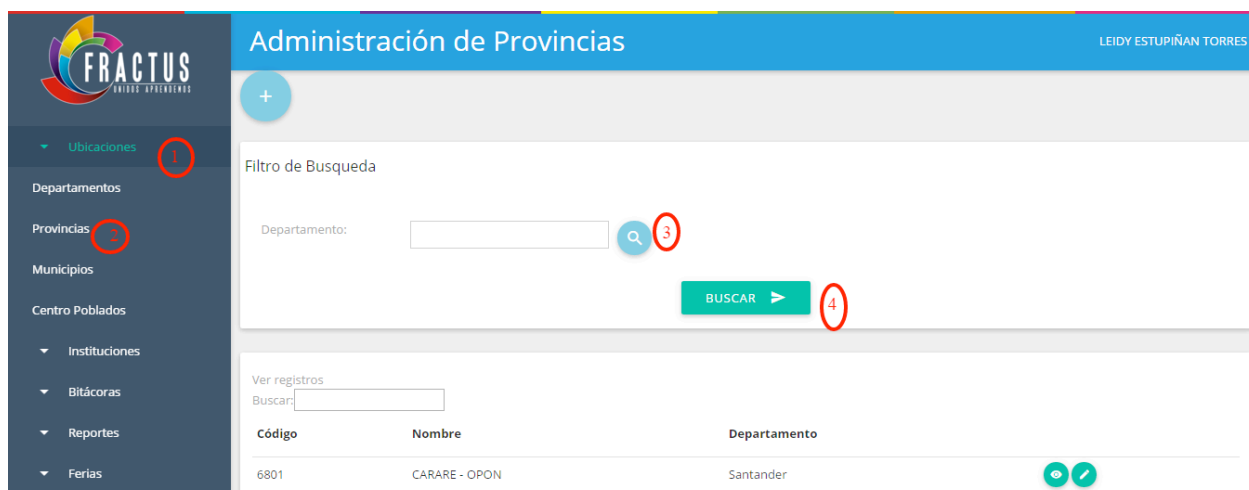 FRACTUS
UNIDOS APRENDEMOS
Administración de Provincias
LEIDY ESTUPIÑAN TORRES
+
Ubicaciones
1
Departamentos
Provincias
2
Municipios
Centro Poblados
Instituciones
Bitácoras
Reportes
Ferias
Filtro de Busqueda
Departamento:
3
BUSCAR
4
Ver registros
Buscar:
Código Nombre Departamento
6801 CARARE - OPON Santander